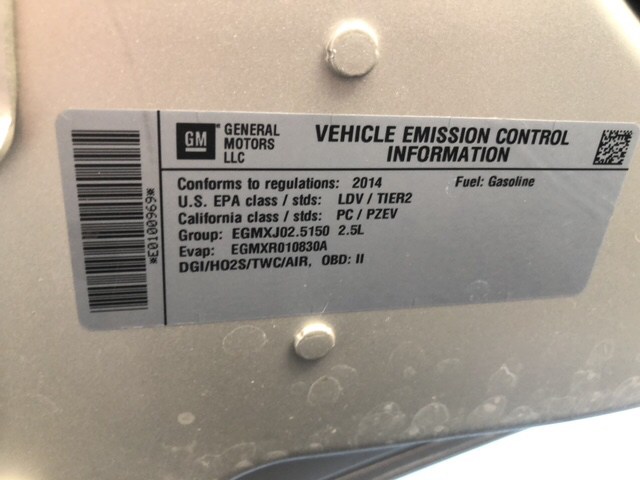 GM
GENERAL
MOTORS
LLC
VEHICLE EMISSION CONTROL
INFORMATION
Conforms to regulations: 2014 Fuel: Gasoline
U.S. EPA class / stds: LDV / TIER2
California class / stds: PC / PZEV
Group: EGMXJ02.5150 2.5L
Evap: EGMXR010830A
DGI/HO2S/TWC/AIR, OBD: II
*E0100969*